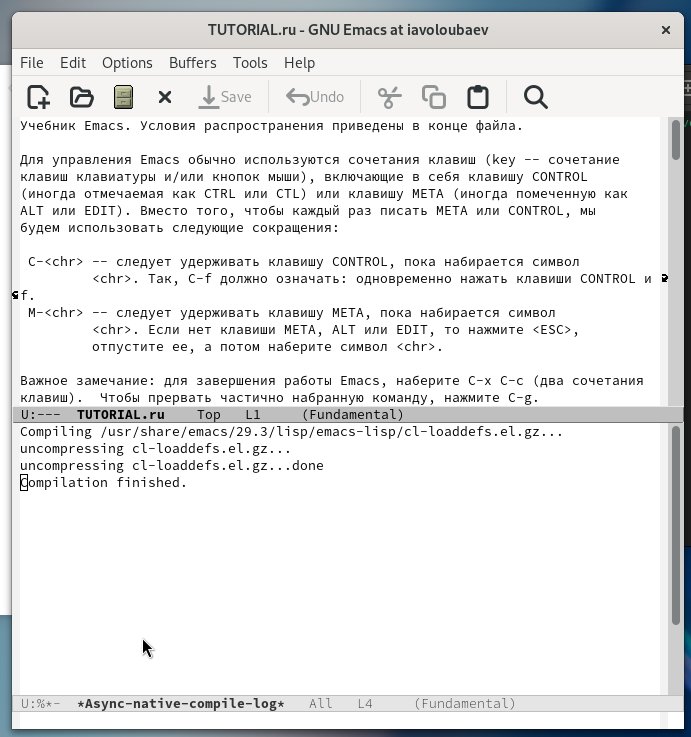 TUTORIAL.ru - GNU Emacs at iavoloubaev
File Edit Options Buffers Tools Help
Save Undo
Учебник Emacs. Условия распространения приведены в конце файла.
Для управления Emacs обычно используются сочетания клавиш (key -- сочетание
клавиш клавиатуры и/или кнопок мыши), включающие в себя клавишу CONTROL
(иногда отмечаемая как CTRL или CTL) или клавишу META (иногда помеченную как
ALT или EDIT). Вместо того, чтобы каждый раз писать META или CONTROL, мы
будем использовать следующие сокращения:
C-<chr> -- следует удерживать клавишу CONTROL, пока набирается символ
<chr>. Так, C-f должно означать: одновременно нажать клавиши CONTROL и
f.
M-<chr> -- следует удерживать клавишу META, пока набирается символ
<chr>. Если нет клавиши META, ALT или EDIT, то нажмите <ESC>,
отпустите ее, а потом наберите символ <chr>.
Важное замечание: для завершения работы Emacs, наберите C-x C-c (два сочетания
клавиш). Чтобы прервать частично набранную команду, нажмите C-g.
U:--- TUTORIAL.ru Top L1 (Fundamental)
Compiling /usr/share/emacs/29.3/lisp/emacs-lisp/cl-loaddefs.el.gz...
uncompressing cl-loaddefs.el.gz...
uncompressing cl-loaddefs.el.gz...done
Compilation finished.
U:%*- *Async-native-compile-log* All L4 (Fundamental)